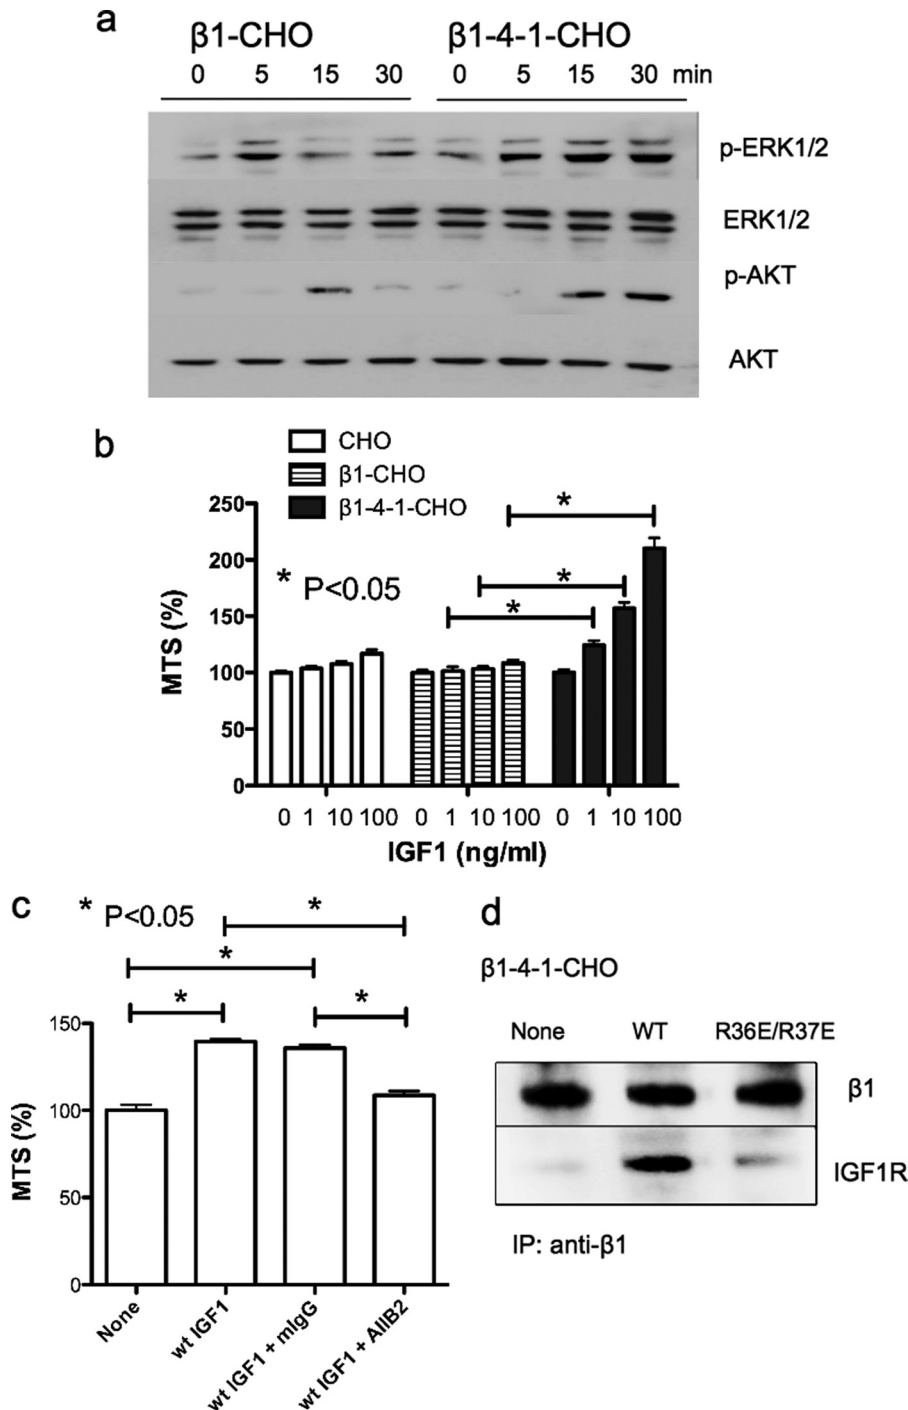 a
β1-CHO β1-4-1-CHO
0 5 15 30 0 5 15 30 min
p-ERK1/2
ERK1/2
p-AKT
AKT
b
CHO
β1-CHO
β1-4-1-CHO
250
200
150
100
50
0
MTS (%)
* P<0.05
*
*
*
0 1 10 100 0 1 10 100 0 1 10 100
IGF1 (ng/ml)
c
* P<0.05
*
*
* *
150
100
50
0
MTS (%)
None
wt IGF1
wt IGF1 + mIgG
wt IGF1 + AIIB2
d
β1-4-1-CHO
None WT R36E/R37E
β1
IGF1R
IP: anti-β1